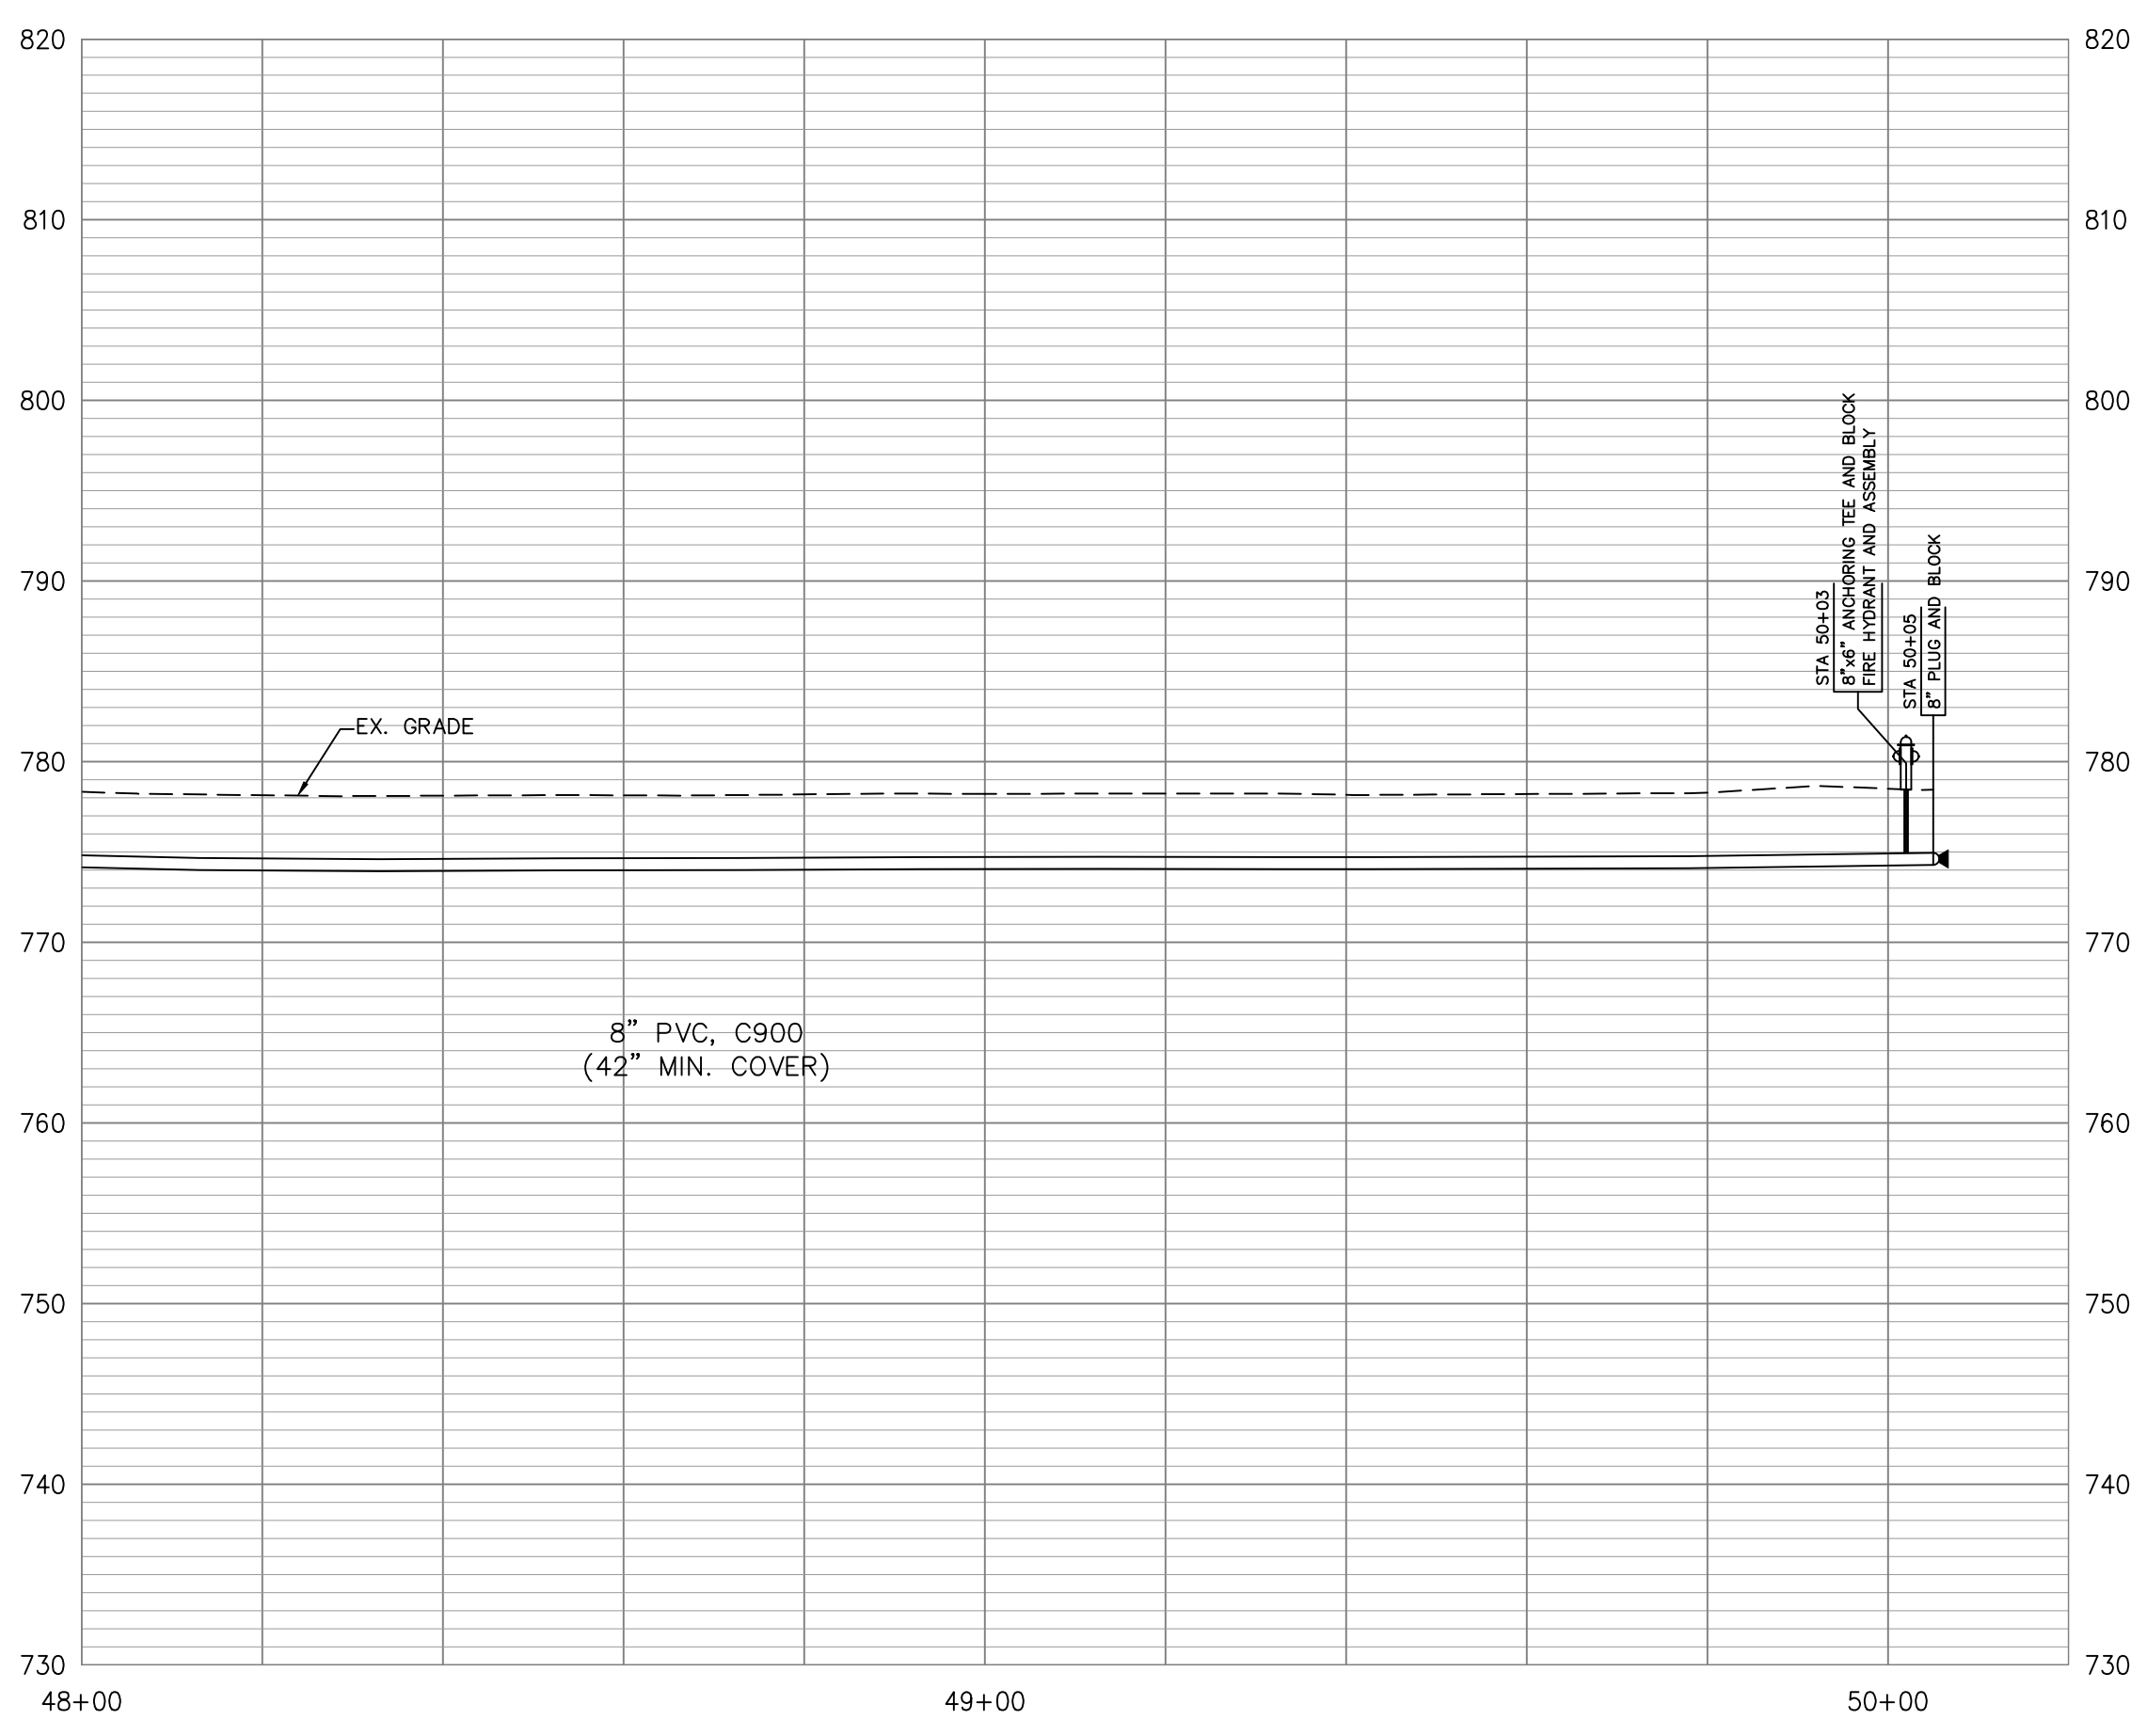 820 820
810 810
800 800
790 790
780 780
770 770
760 760
750 750
740 740
730 730
STA 50+03
8"x6" ANCHORING TEE AND BLOCK
FIRE HYDRANT AND ASSEMBLY
STA 50+05
8" PLUG AND BLOCK
EX. GRADE
8" PVC, C900
(42" MIN. COVER)
48+00 49+00 50+00